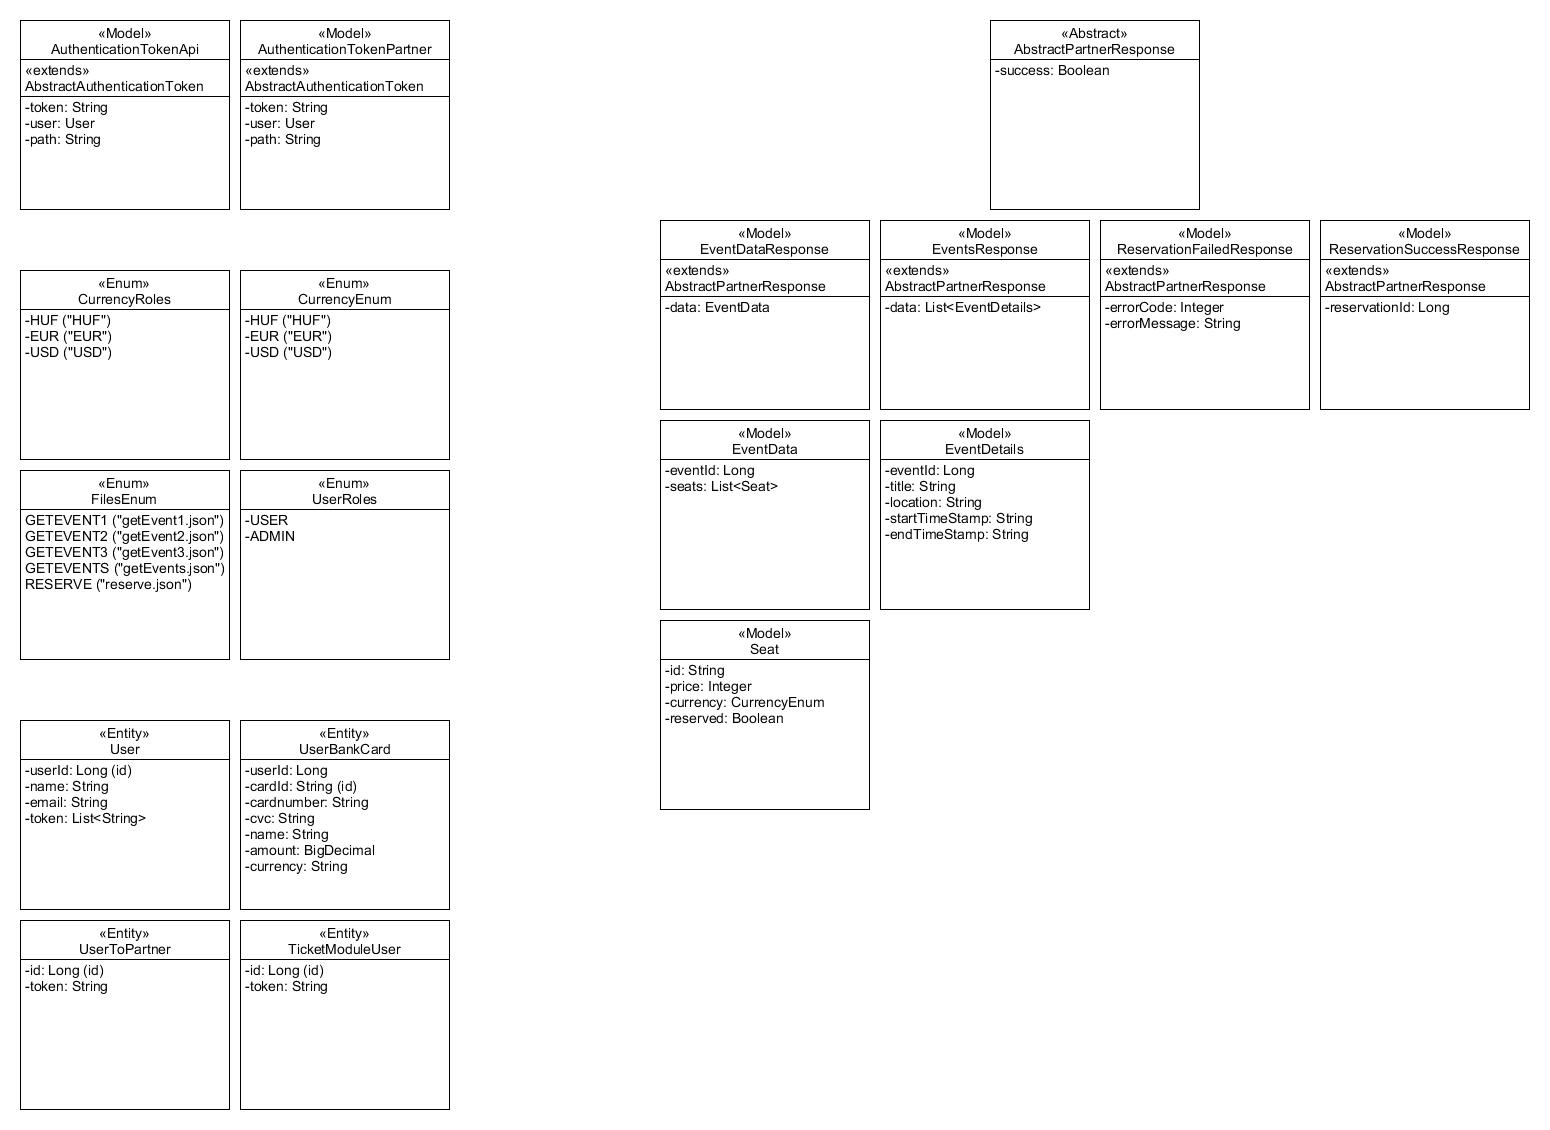 «Model»
AuthenticationTokenApi
«extends»
AbstractAuthenticationToken
-token: String
-user: User
-path: String
«Model»
AuthenticationTokenPartner
«extends»
AbstractAuthenticationToken
-token: String
-user: User
-path: String
«Abstract»
AbstractPartnerResponse
-success: Boolean
«Model»
EventDataResponse
«extends»
AbstractPartnerResponse
-data: EventData
«Model»
EventsResponse
«extends»
AbstractPartnerResponse
-data: List<EventDetails>
«Model»
ReservationFailedResponse
«extends»
AbstractPartnerResponse
-errorCode: Integer
-errorMessage: String
«Model»
ReservationSuccessResponse
«extends»
AbstractPartnerResponse
-reservationId: Long
«Enum»
CurrencyRoles
-HUF ("HUF")
-EUR ("EUR")
-USD ("USD")
«Enum»
CurrencyEnum
-HUF ("HUF")
-EUR ("EUR")
-USD ("USD")
«Model»
EventData
-eventId: Long
-seats: List<Seat>
«Model»
EventDetails
-eventId: Long
-title: String
-location: String
-startTimeStamp: String
-endTimeStamp: String
«Enum»
FilesEnum
GETEVENT1 ("getEvent1.json")
GETEVENT2 ("getEvent2.json")
GETEVENT3 ("getEvent3.json")
GETEVENTS ("getEvents.json")
RESERVE ("reserve.json")
«Enum»
UserRoles
-USER
-ADMIN
«Model»
Seat
-id: String
-price: Integer
-currency: CurrencyEnum
-reserved: Boolean
«Entity»
User
-userId: Long (id)
-name: String
-email: String
-token: List<String>
«Entity»
UserBankCard
-userId: Long
-cardId: String (id)
-cardnumber: String
-cvc: String
-name: String
-amount: BigDecimal
-currency: String
«Entity»
UserToPartner
-id: Long (id)
-token: String
«Entity»
TicketModuleUser
-id: Long (id)
-token: String